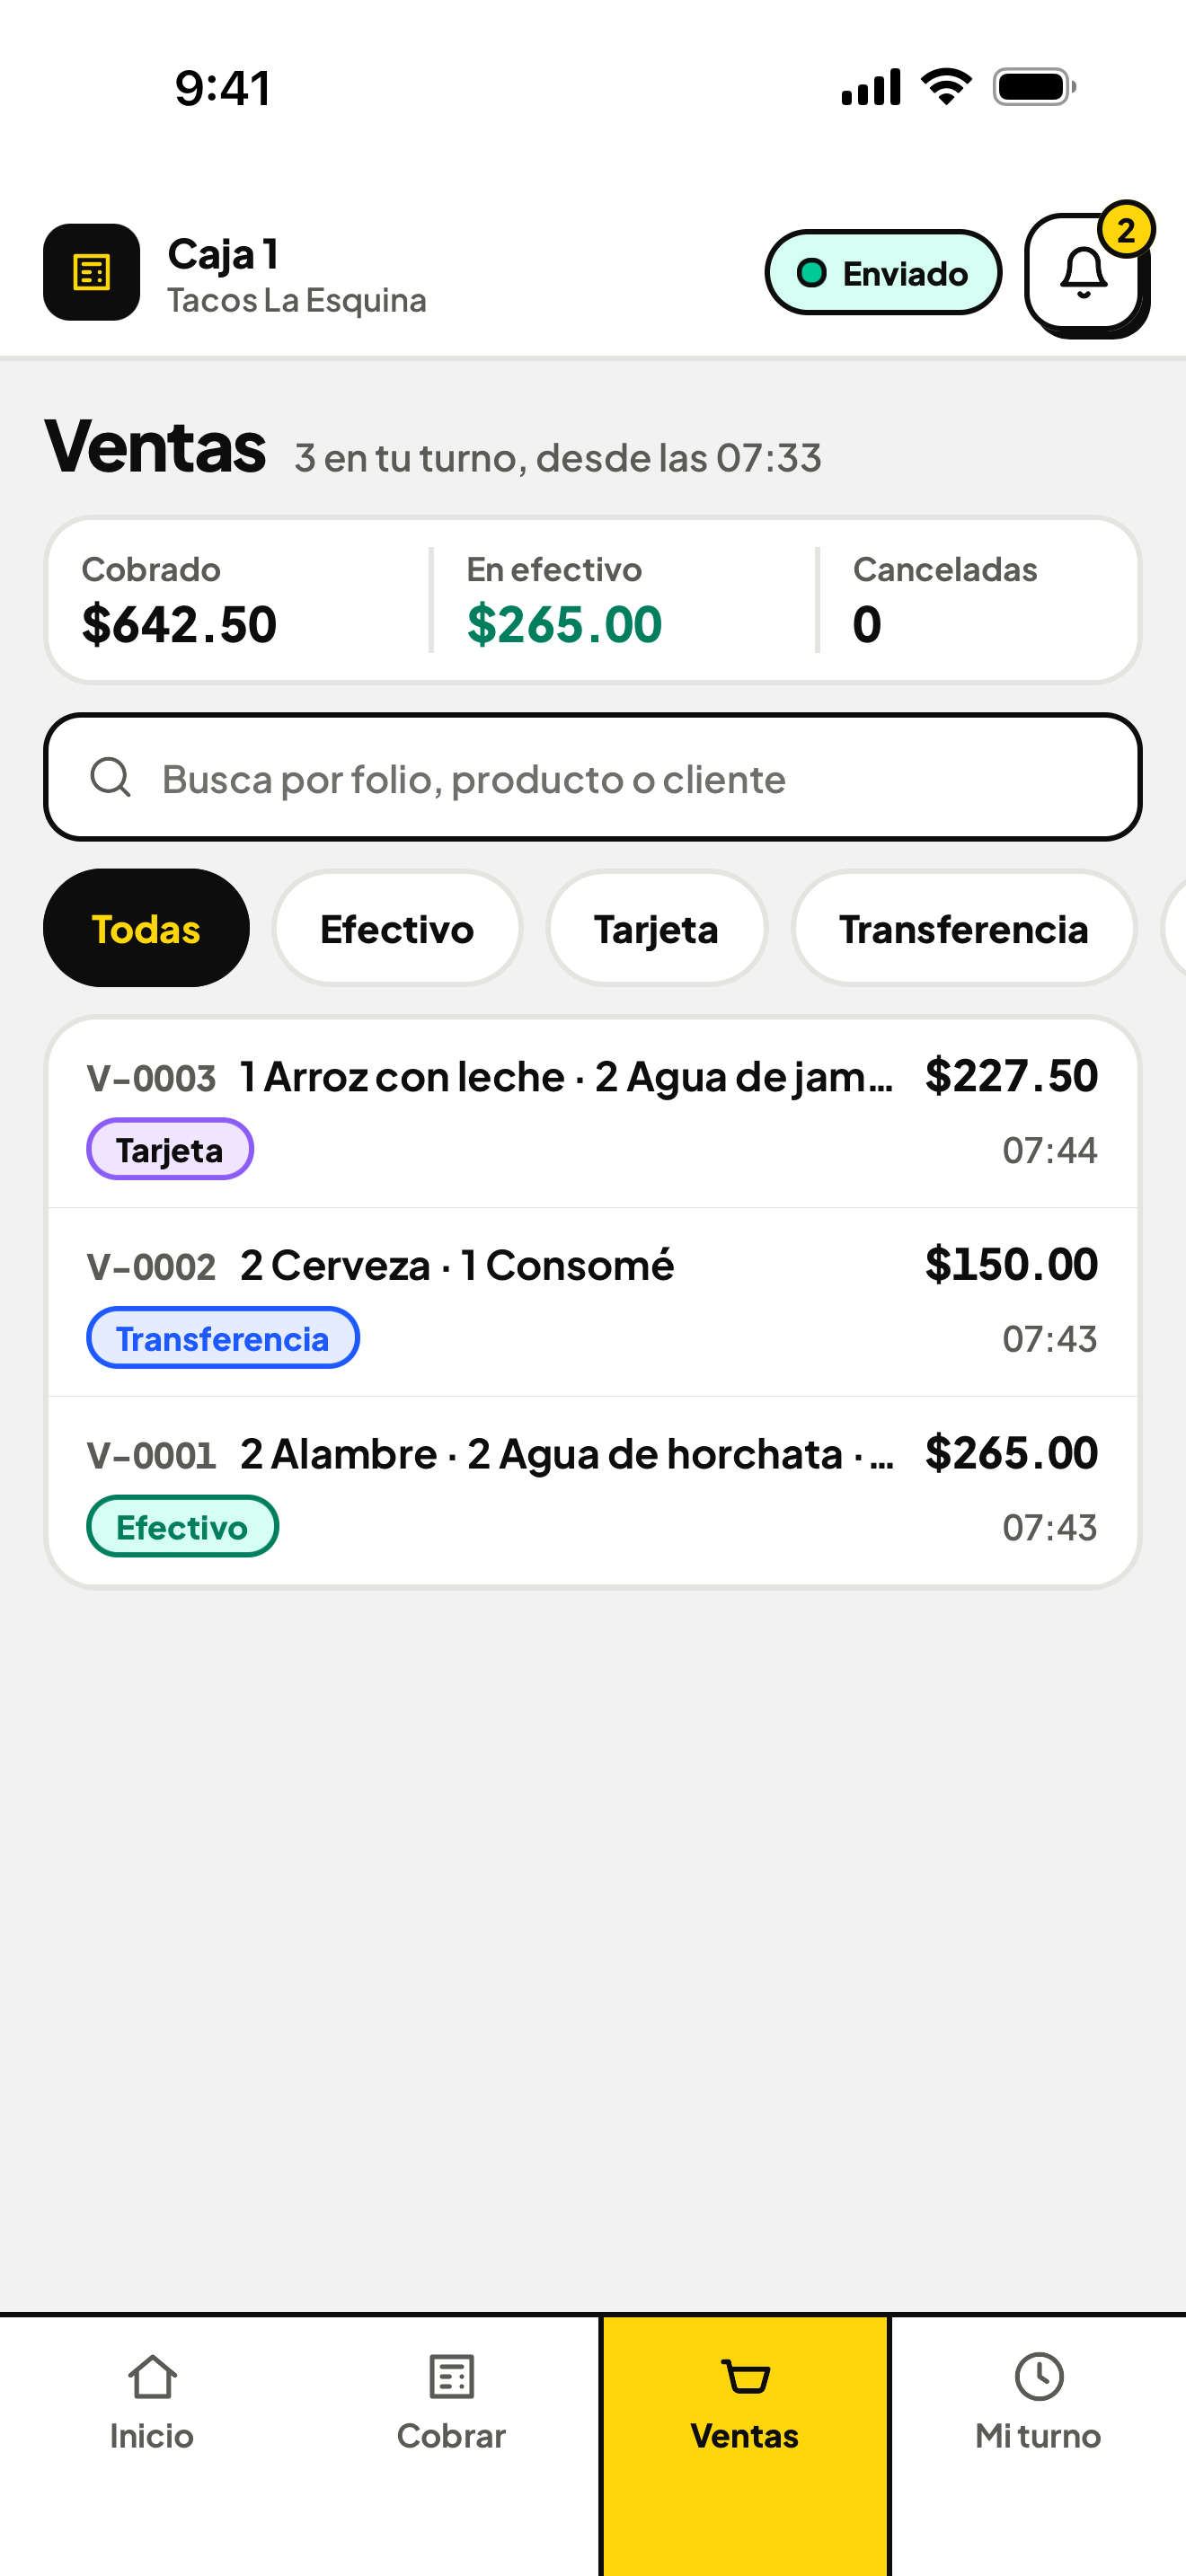 9:41
Caja 1
Tacos La Esquina
Enviado
2
Ventas 3 en tu turno, desde las 07:33
Cobrado En efectivo Canceladas
$642.50 $265.00 0
Busca por folio, producto o cliente
Todas Efectivo Tarjeta Transferencia
V-0003 1 Arroz con leche · 2 Agua de jam... $227.50
Tarjeta 07:44
V-0002 2 Cerveza · 1 Consomé $150.00
Transferencia 07:43
V-0001 2 Alambre · 2 Agua de horchata · ... $265.00
Efectivo 07:43
Inicio Cobrar Ventas Mi turno